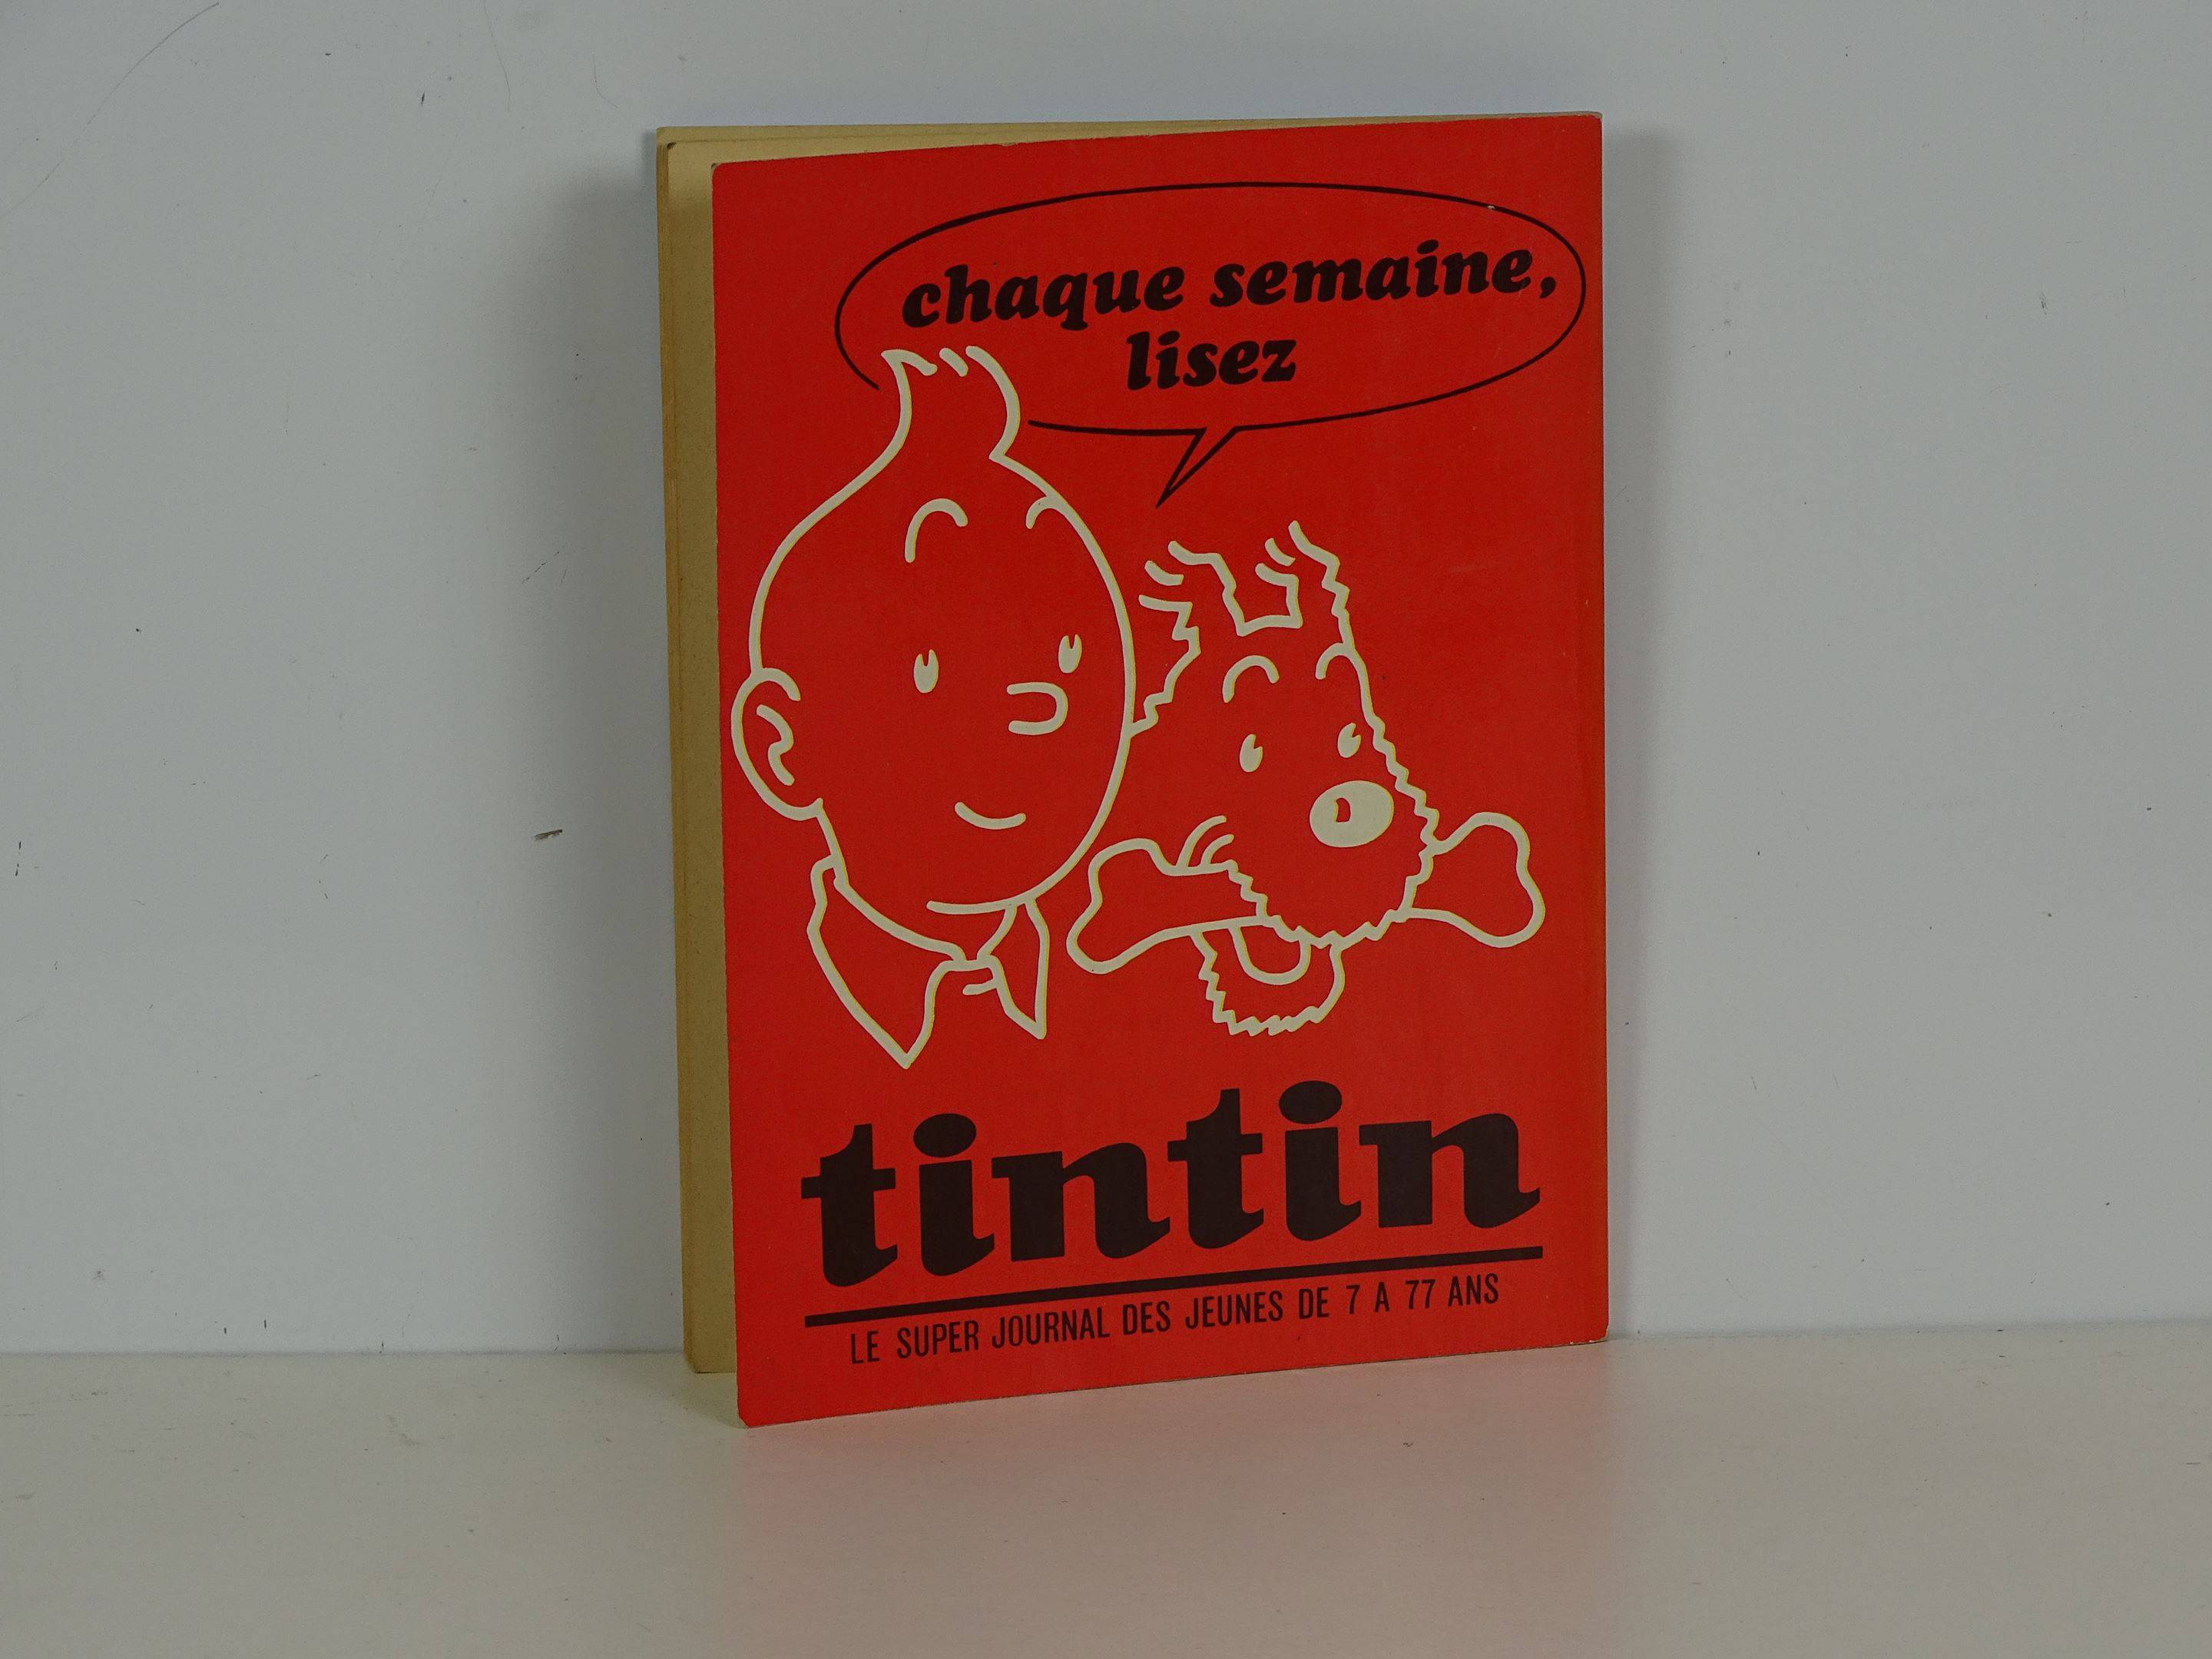 chaque semaine,
lisez
tintin
LE SUPER JOURNAL DES JEUNES DE 7 A 77 ANS